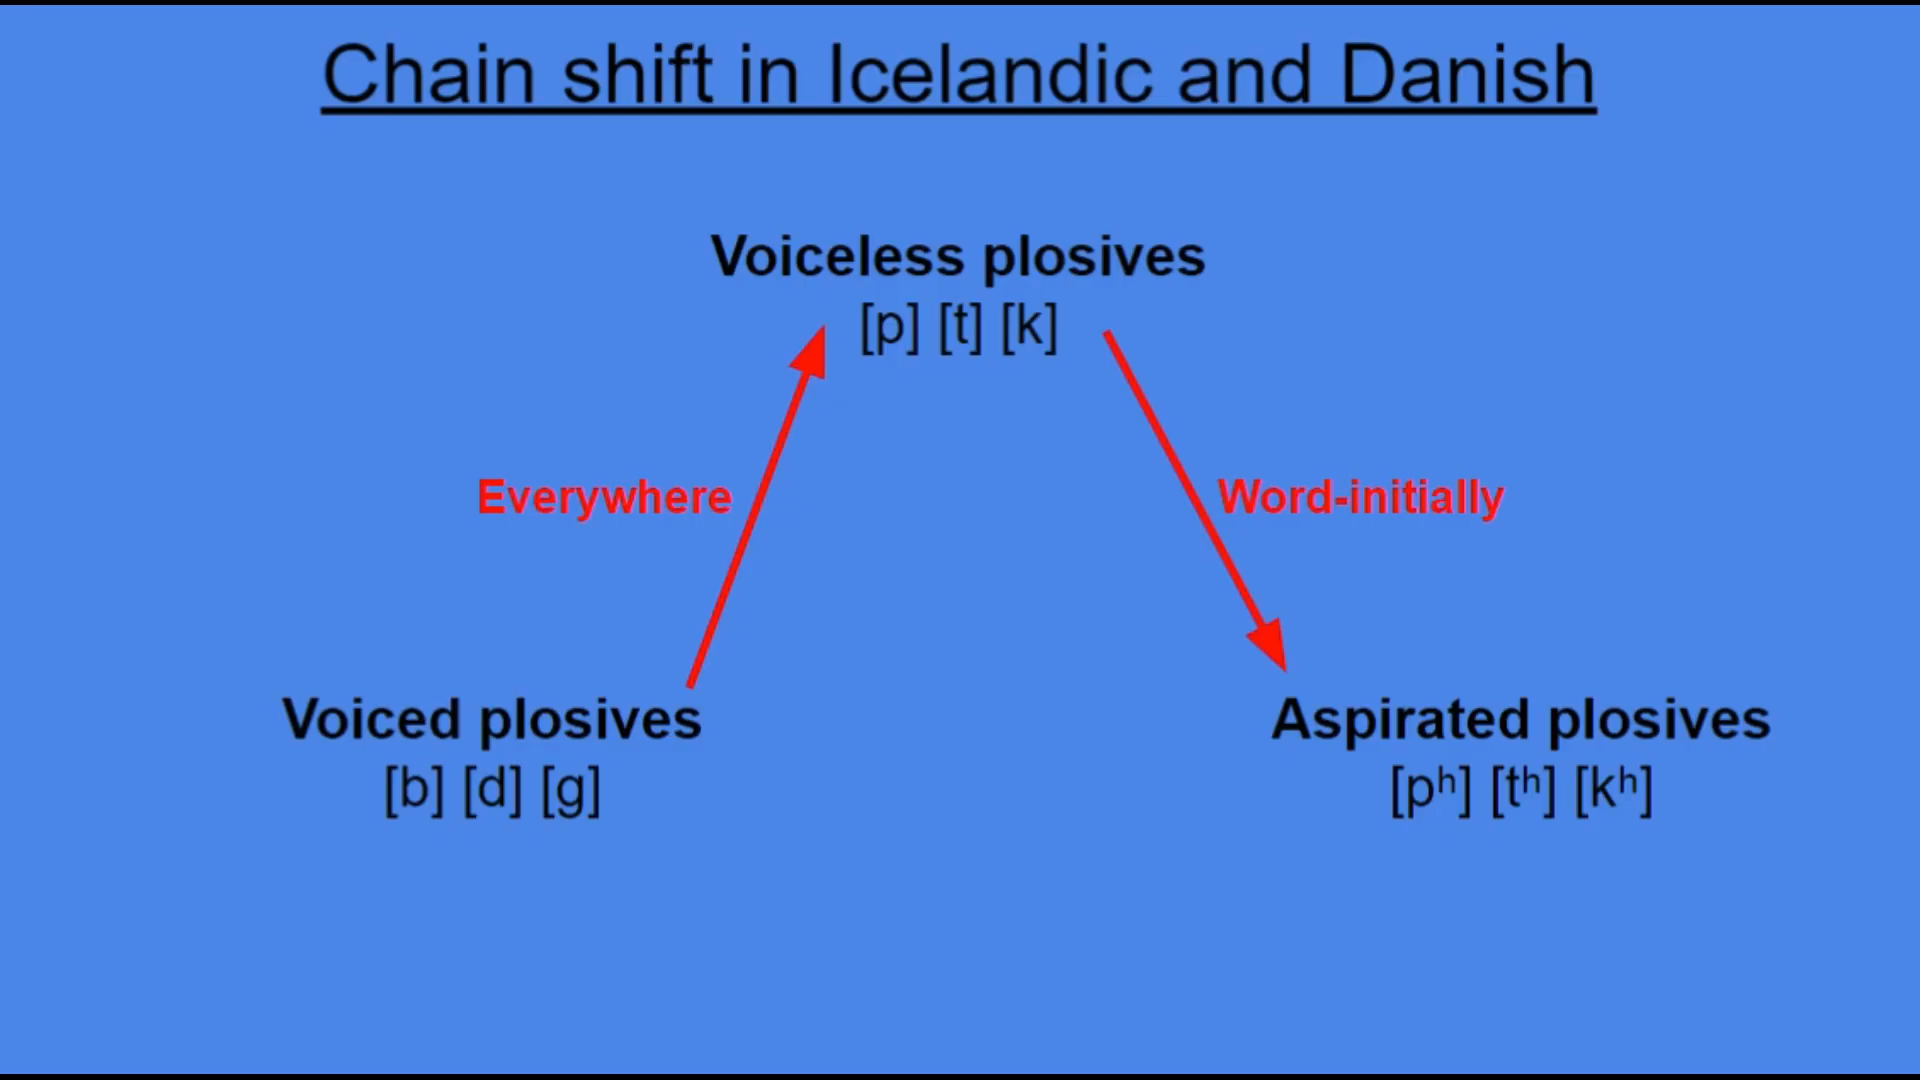 Chain shift in Icelandic and Danish
Voiceless plosives
[p] [t] [k]
Everywhere
Word-initially
Voiced plosives
[b] [d] [g]
Aspirated plosives
[pʰ] [tʰ] [kʰ]